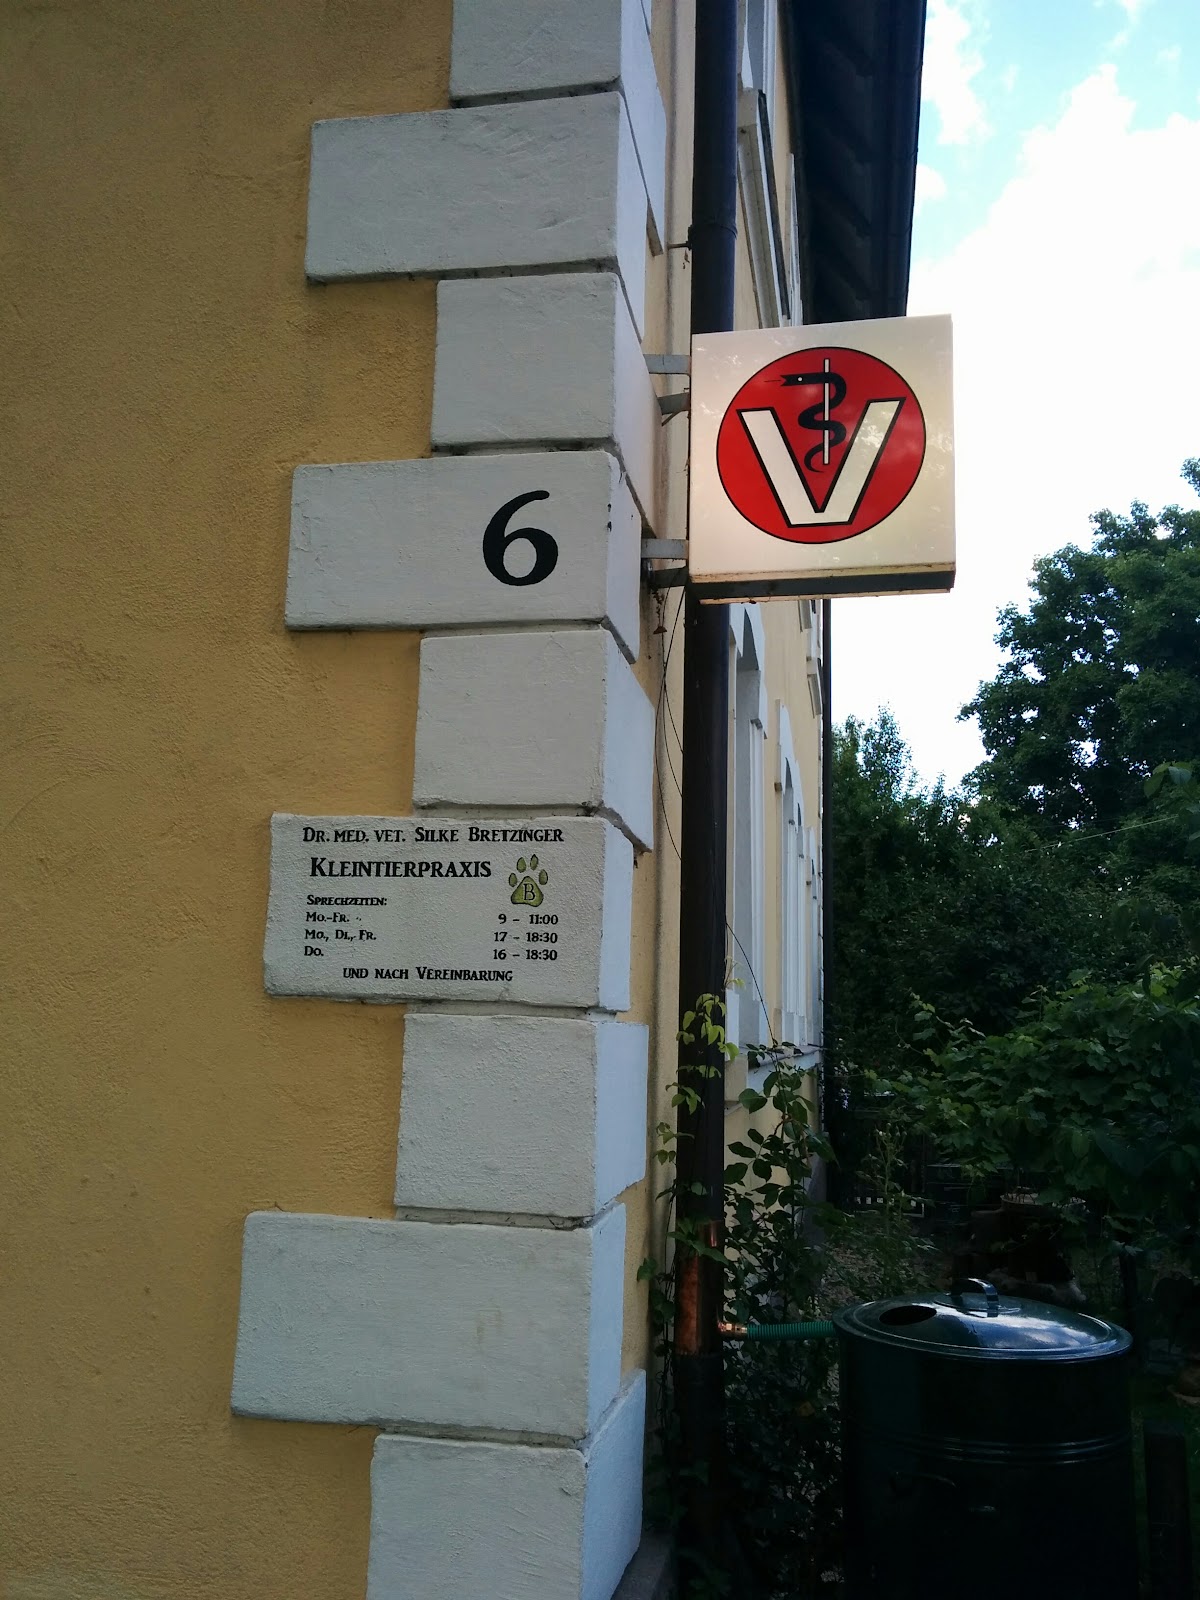 V
6
DR. MED. VET. SILKE BRETZINGER
KLEINTIERPRAXIS
B
SPRECHZEITEN:
MO.-FR. 9 - 11:00
MO., DI., FR. 17 - 18:30
DO. 16 - 18:30
UND NACH VEREINBARUNG